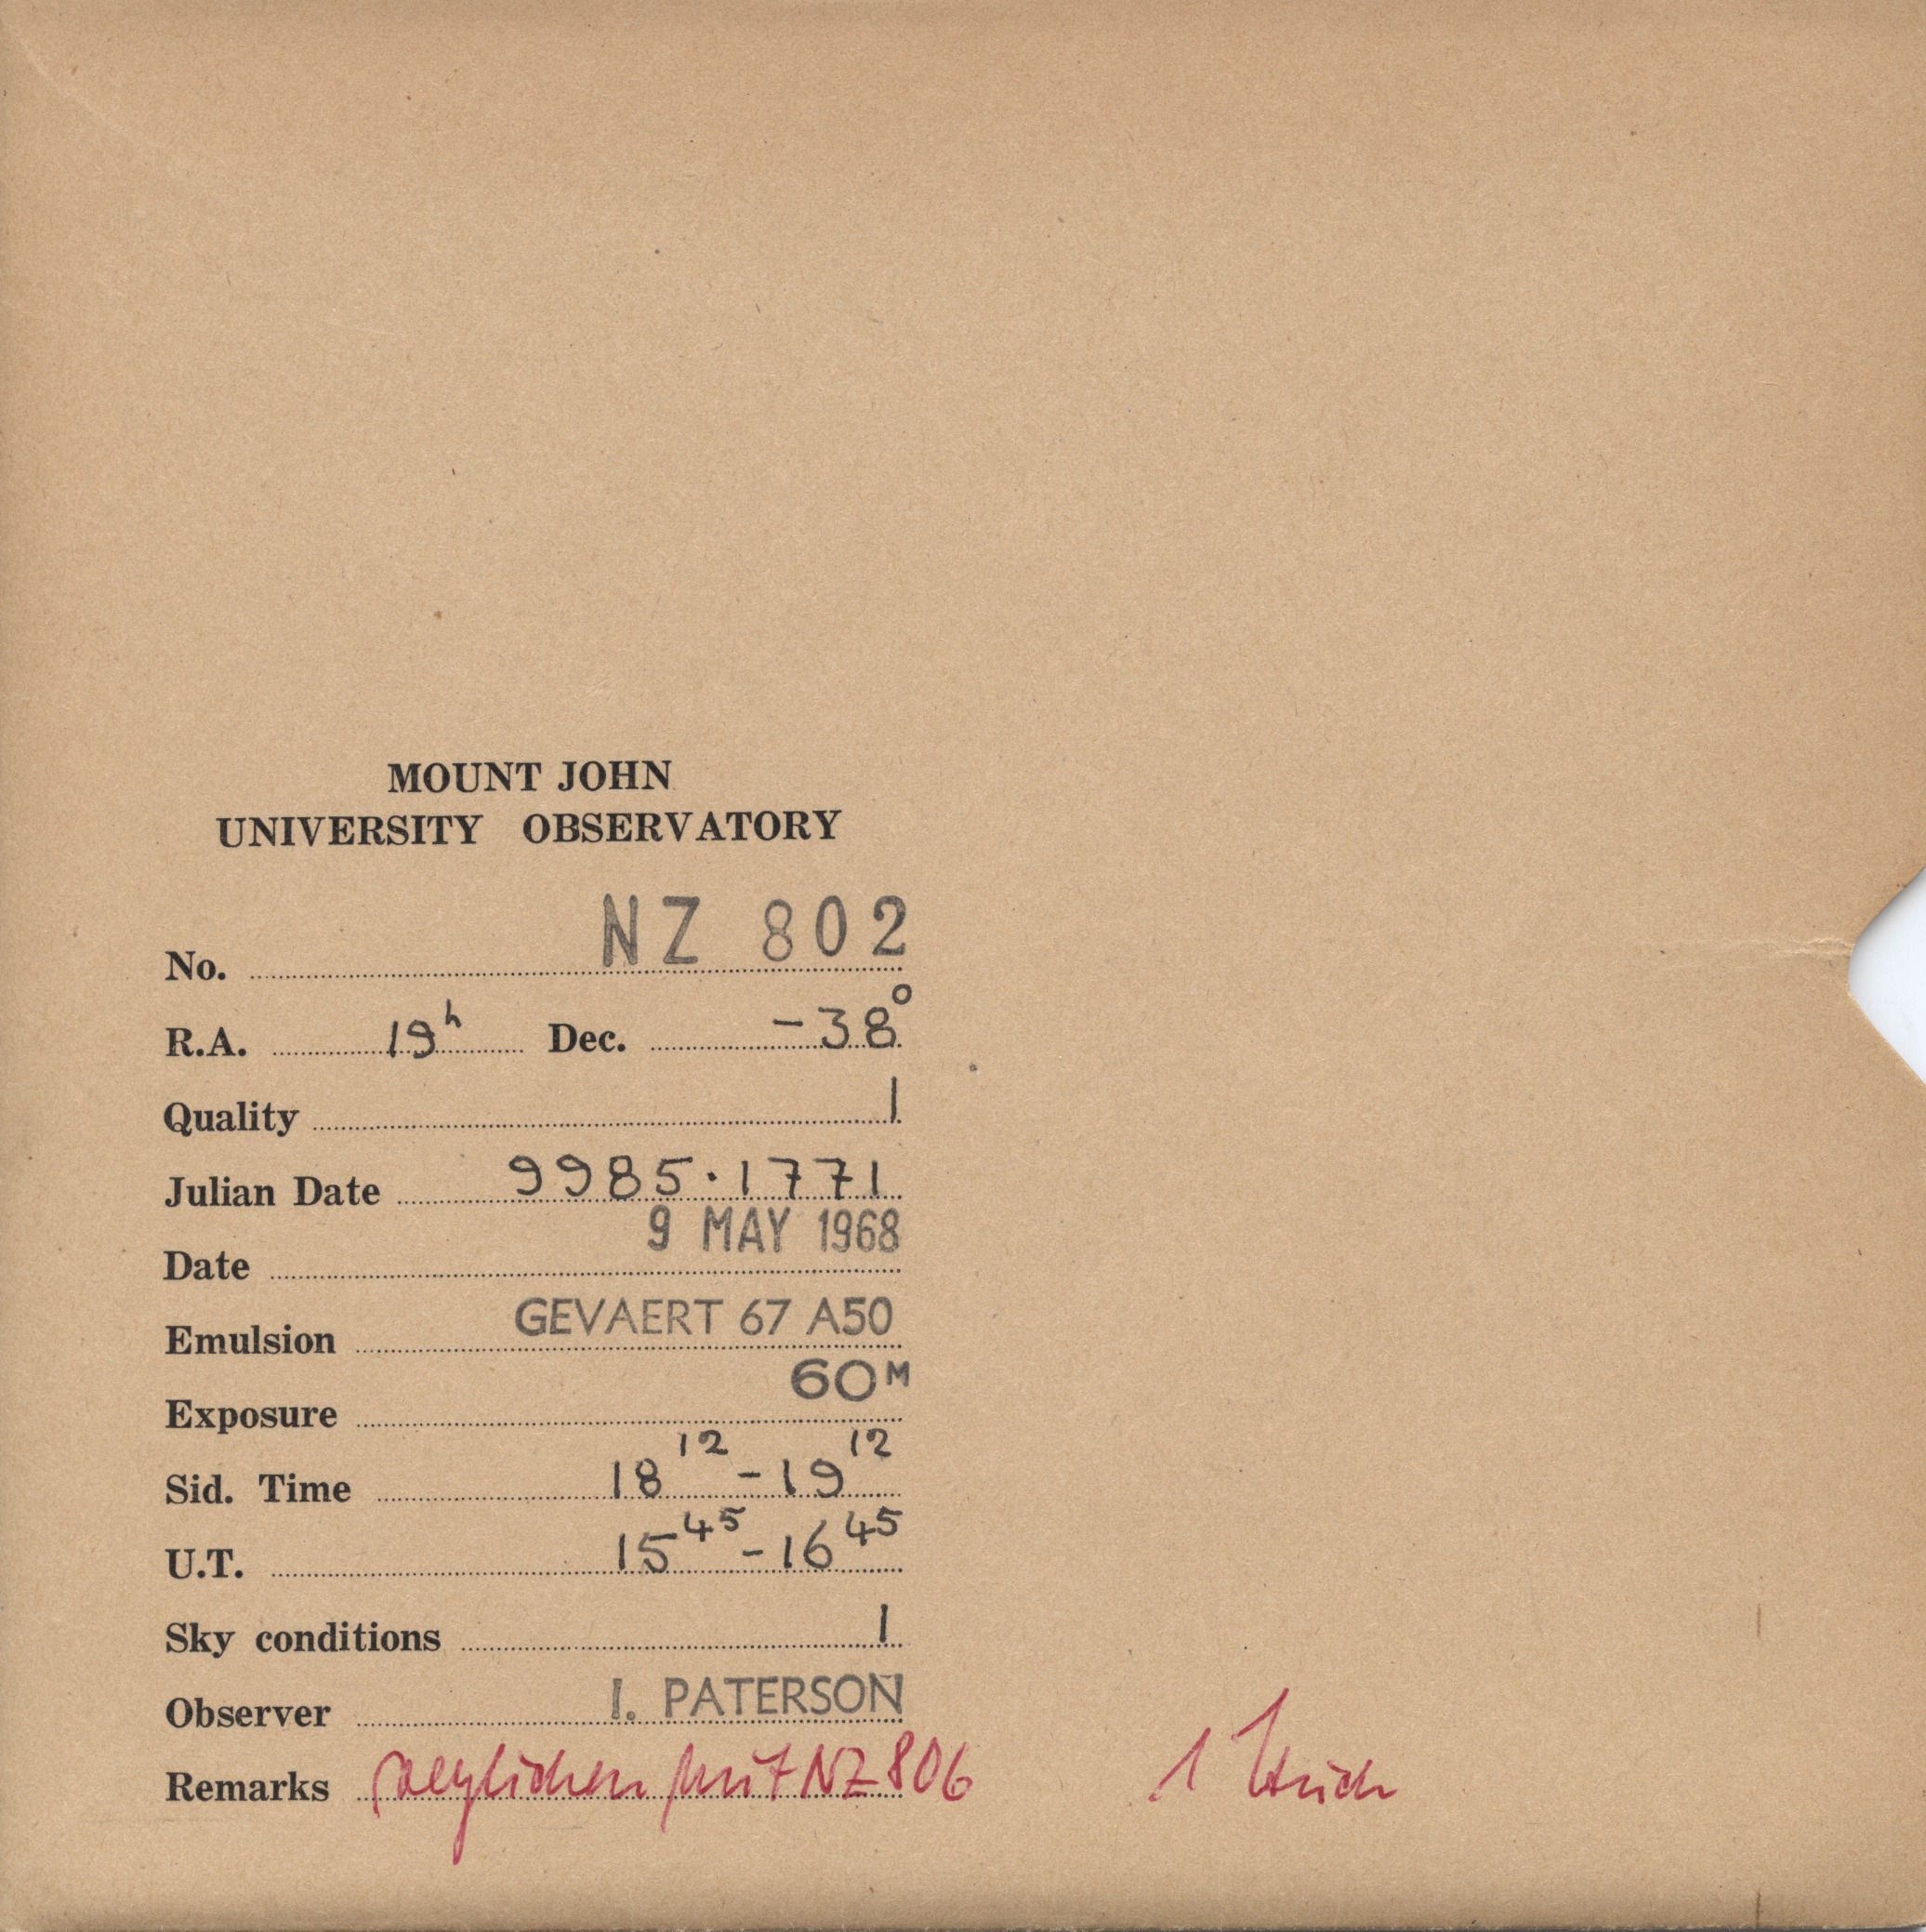 MOUNT JOHN
UNIVERSITY OBSERVATORY
No. NZ 802
R.A. 19h Dec. -38°
Quality 1
Julian Date 9985.1771
Date 9 MAY 1968
Emulsion GEVAERT 67 A50
Exposure 60M
Sid. Time 18 12 - 19 12
U.T. 15 45 - 16 45
Sky conditions 1
Observer I. PATERSON
Remarks verglichen mit NZ 806 1 Strich